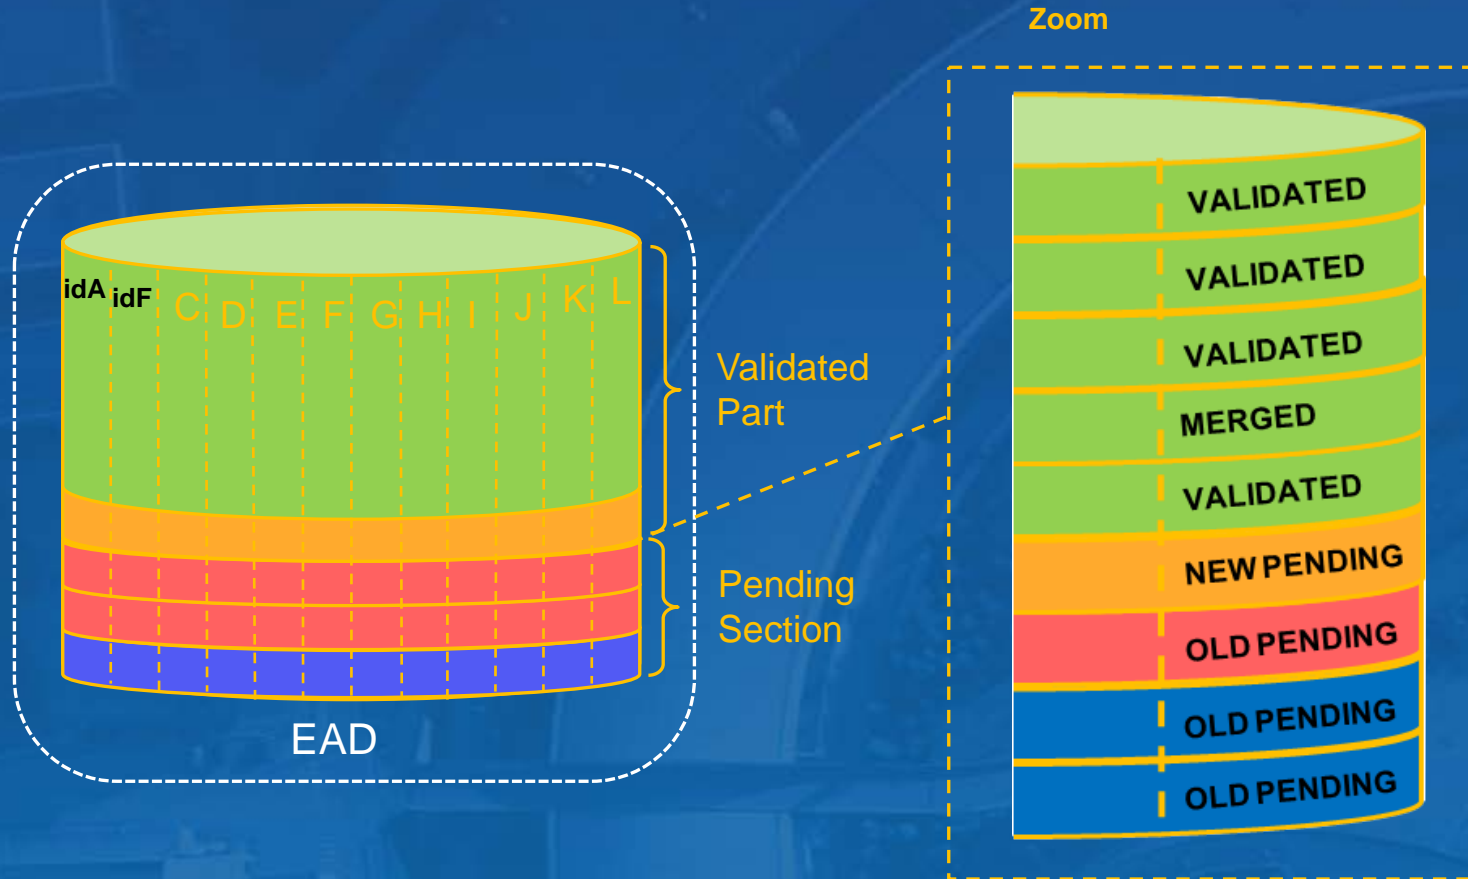 Zoom
idA idF C D E F G H I J K L
Validated
Part
Pending
Section
EAD
VALIDATED
VALIDATED
VALIDATED
MERGED
VALIDATED
NEW PENDING
OLD PENDING
OLD PENDING
OLD PENDING